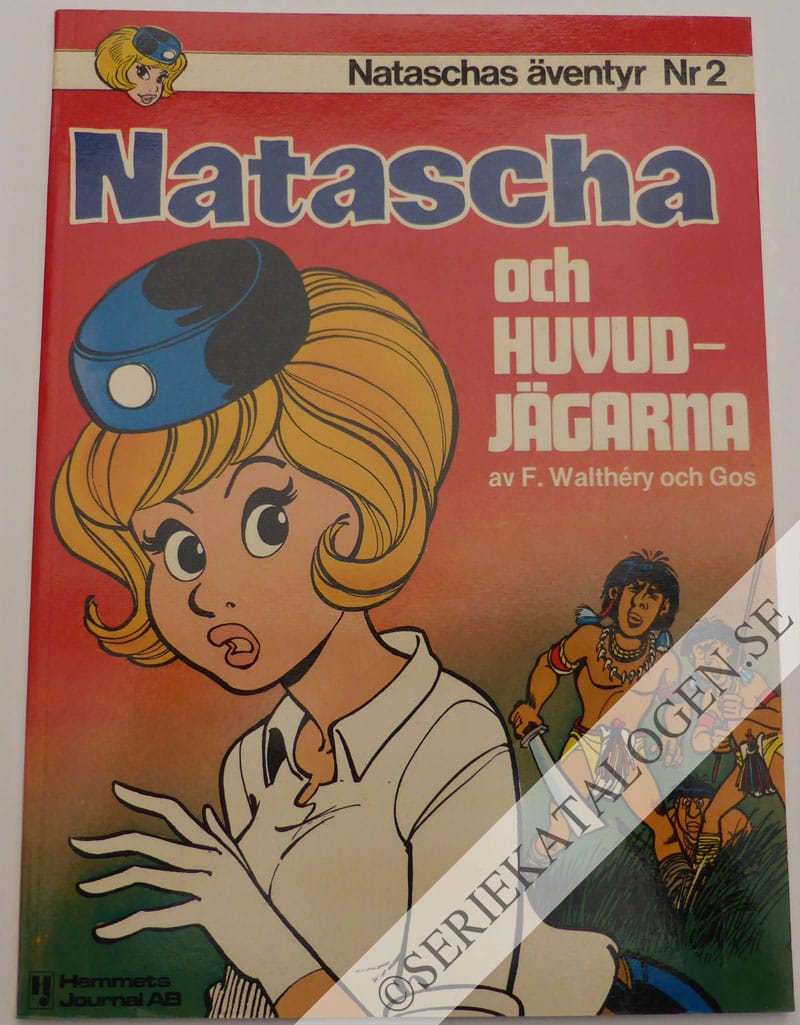 Nataschas äventyr Nr 2
Natascha
och
HUVUD-
JÄGARNA
av F. Walthéry och Gos
©SERIEKATALOGEN.SE
H
Hemmets
Journal AB